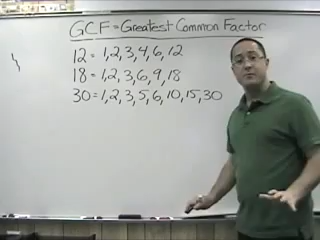 GCF = Greatest Common Factor
12 = 1,2,3,4,6,12
18 = 1,2,3,6,9,18
30 = 1,2,3,5,6,10,15,30